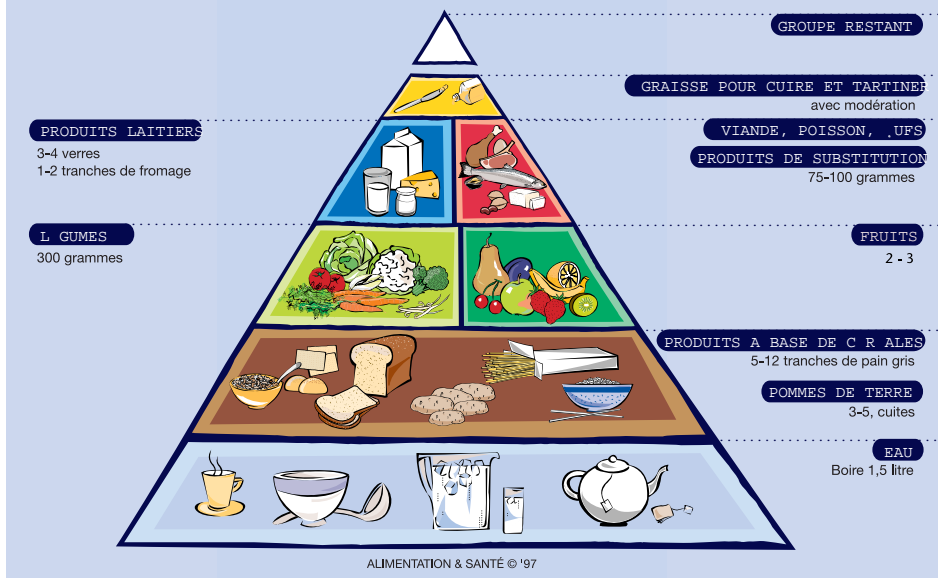 GROUPE RESTANT
GRAISSE POUR CUIRE ET TARTINER
avec modération
PRODUITS LAITIERS
3-4 verres
1-2 tranches de fromage
VIANDE, POISSON, ˛UFS
PRODUITS DE SUBSTITUTION
75-100 grammes
L GUMES
300 grammes
FRUITS
2 - 3
PRODUITS A BASE DE C R ALES
5-12 tranches de pain gris
POMMES DE TERRE
3-5, cuites
EAU
Boire 1,5 litre
ALIMENTATION & SANTÉ © '97